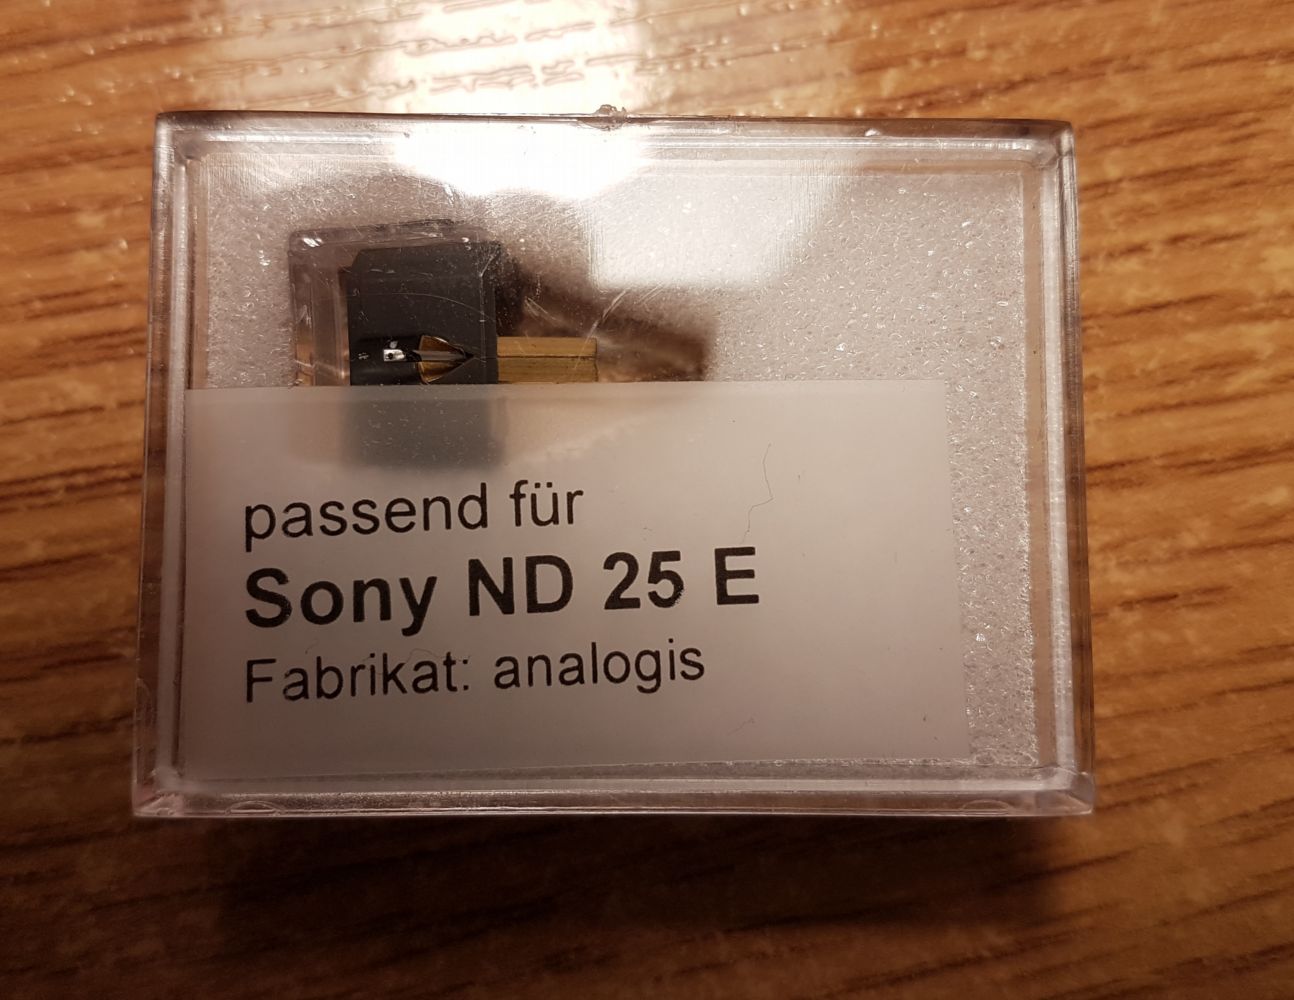 passend für
Sony ND 25 E
Fabrikat: analogis